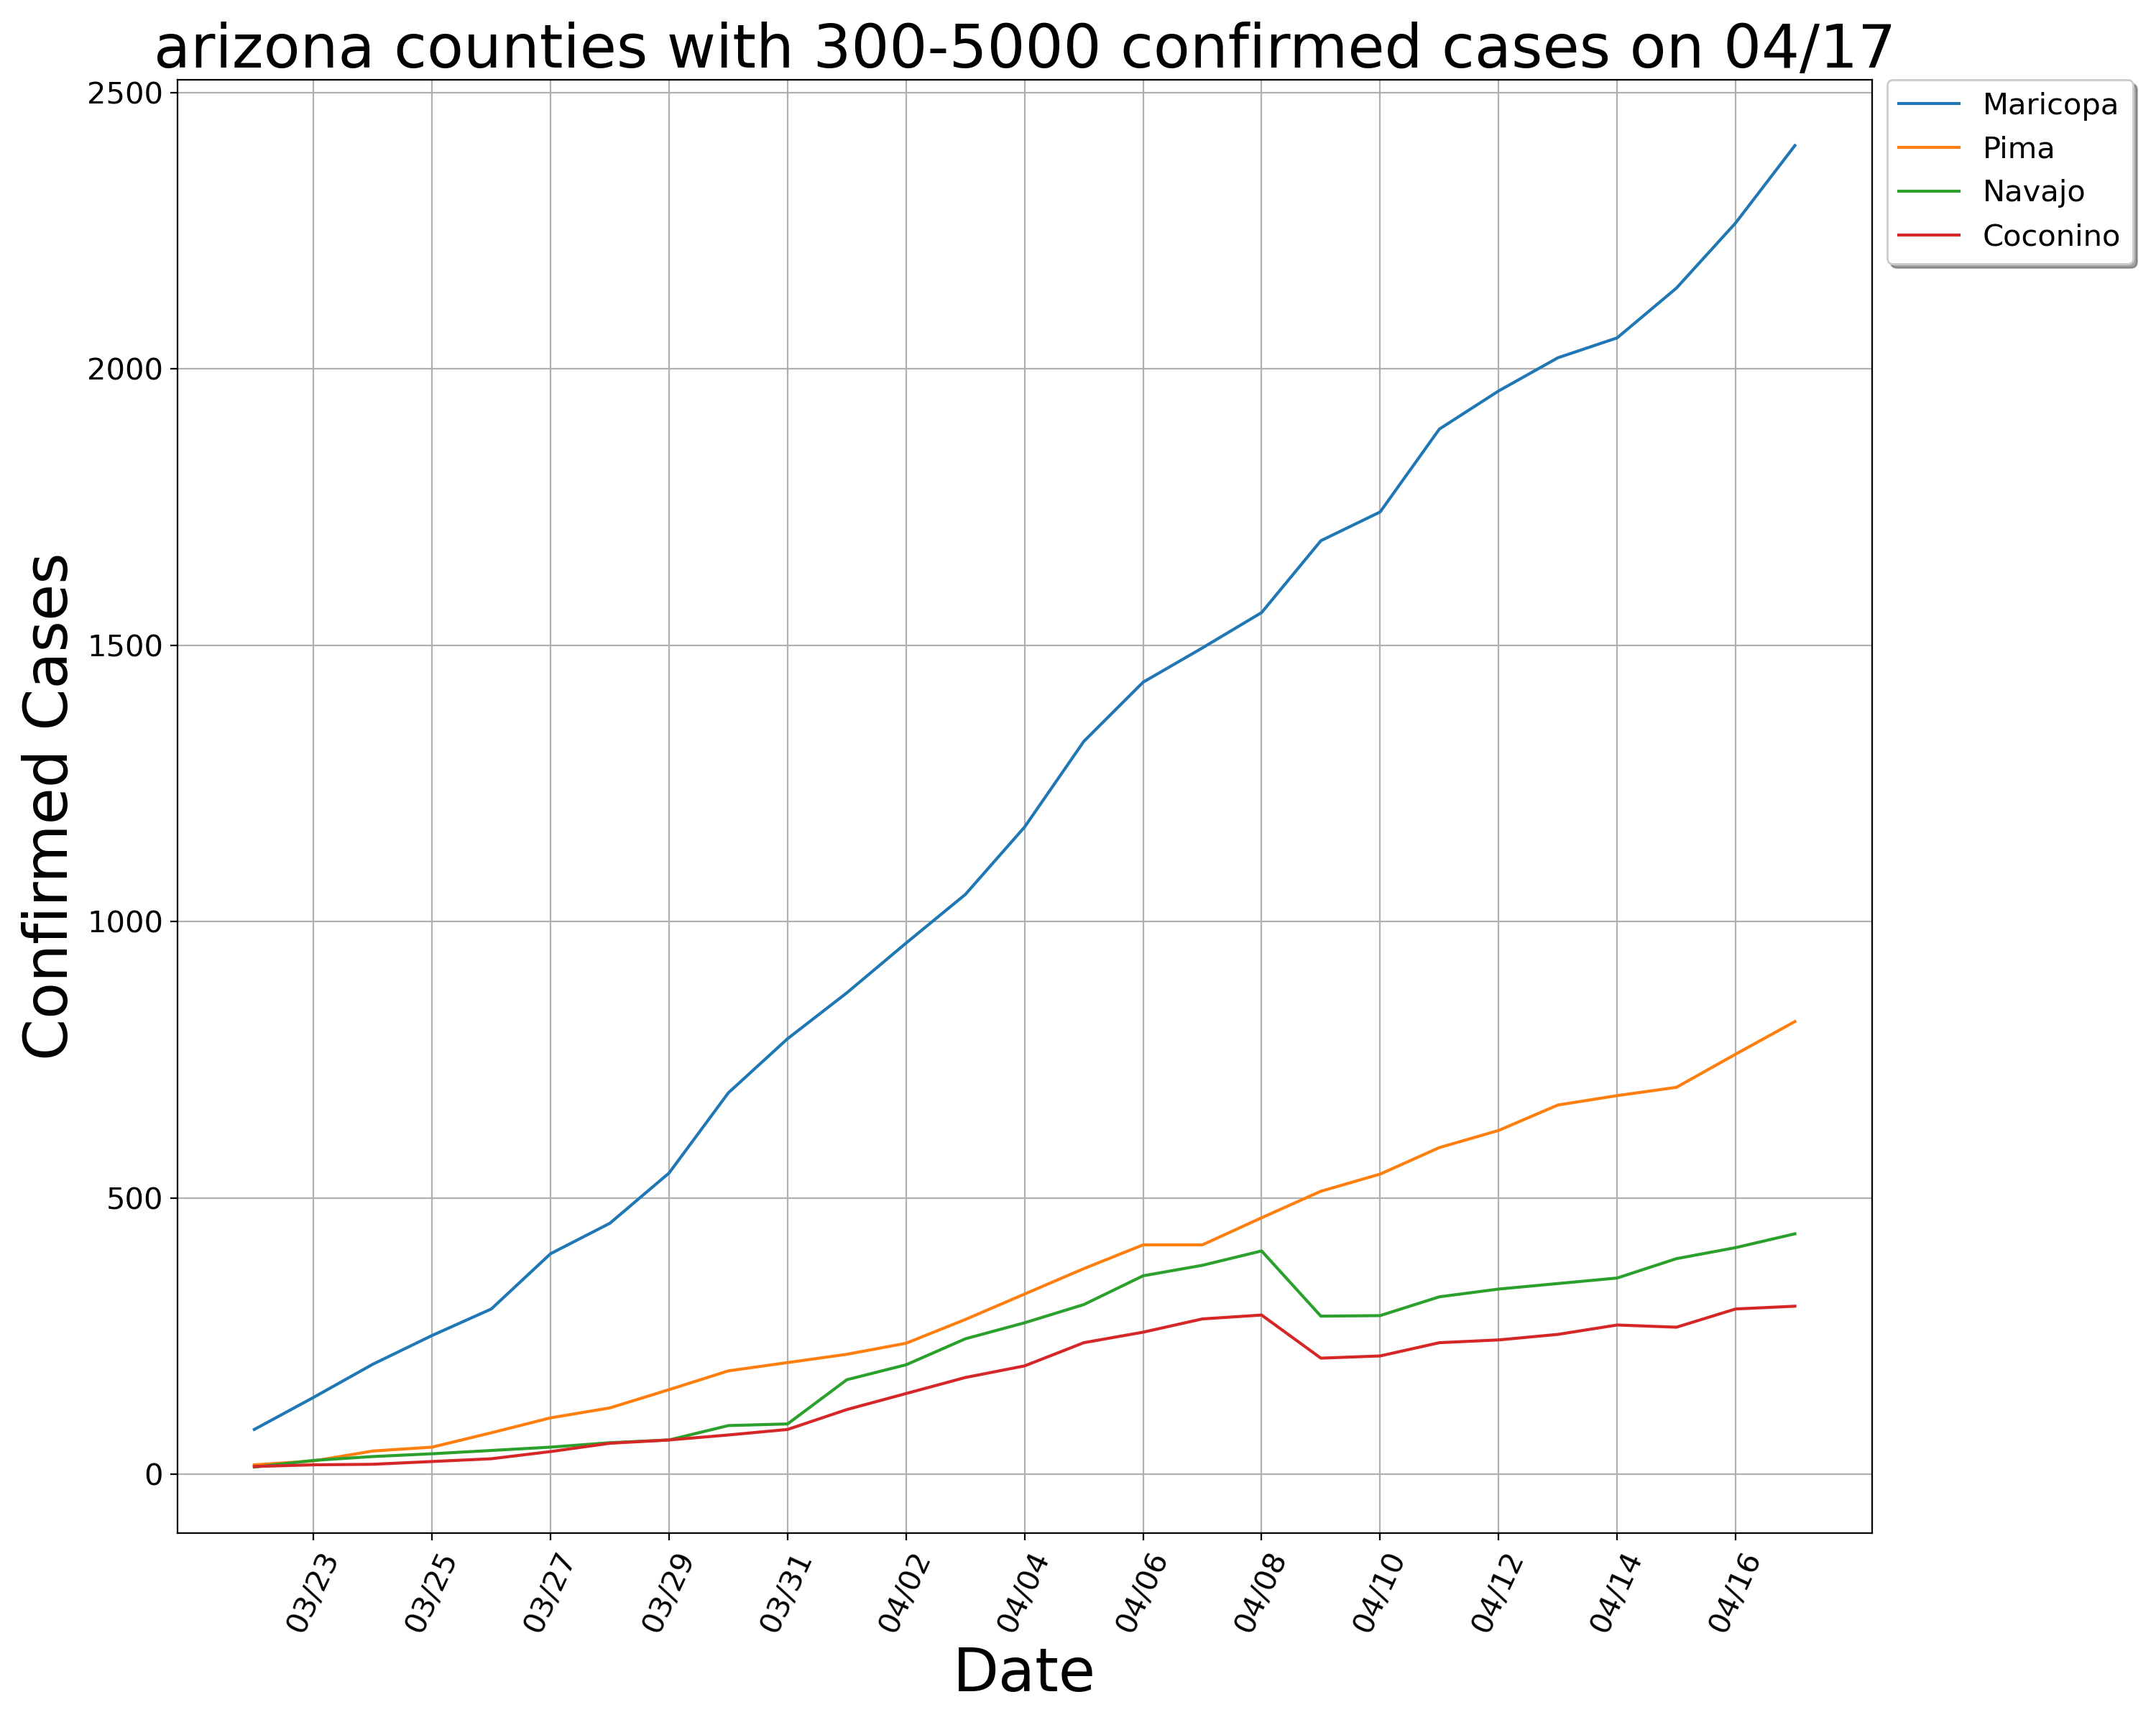 arizona counties with 300-5000 confirmed cases on 04/17
Maricopa
Pima
Navajo
Coconino
Confirmed Cases
2500
2000
1500
1000
500
0
03/23
03/25
03/27
03/29
03/31
04/02
04/04
04/06
04/08
04/10
04/12
04/14
04/16
Date